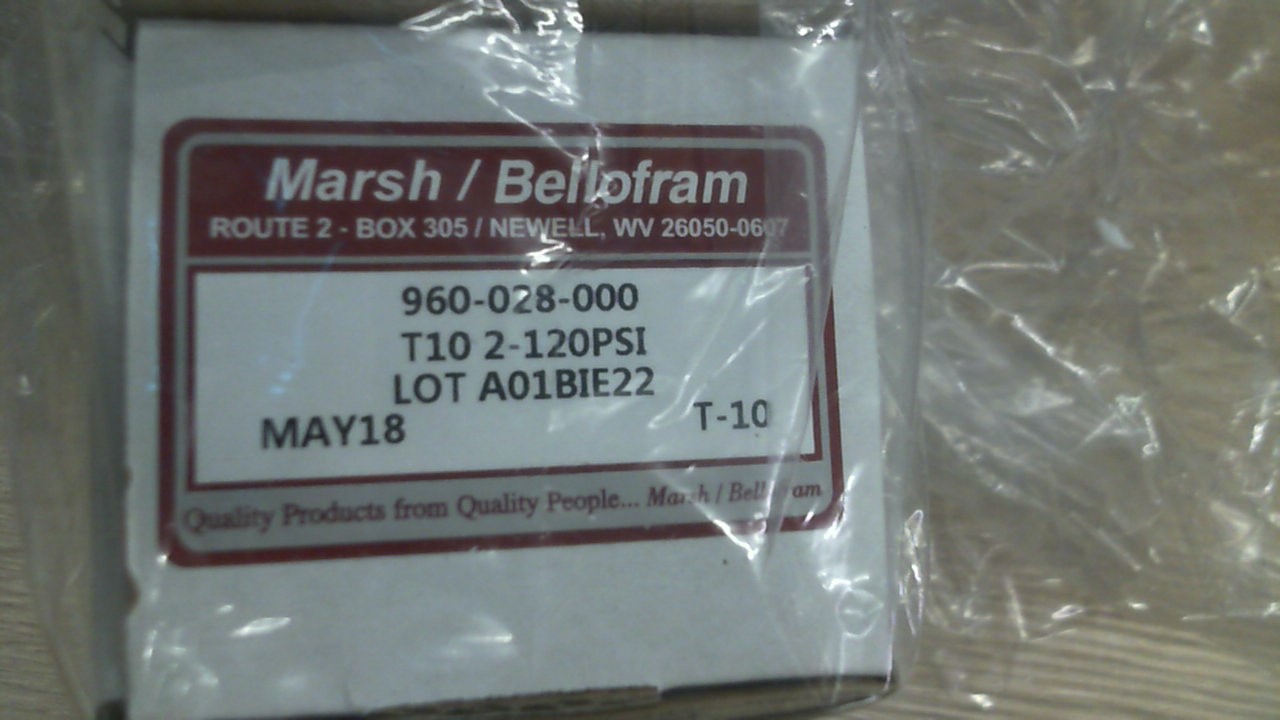 Marsh / Bellofram
ROUTE 2 - BOX 305 / NEWELL, WV 26050-0607
960-028-000
T10 2-120PSI
LOT A01BIE22
MAY18 T-10
Quality Products from Quality People... Marsh / Bellofram